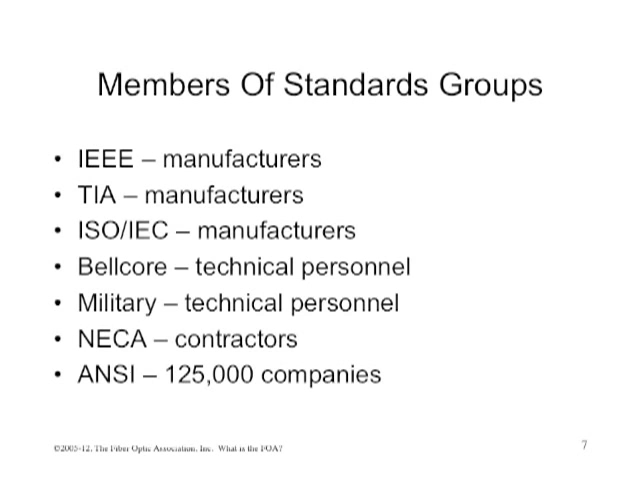 Members Of Standards Groups
• IEEE – manufacturers
• TIA – manufacturers
• ISO/IEC – manufacturers
• Bellcore – technical personnel
• Military – technical personnel
• NECA – contractors
• ANSI – 125,000 companies
©2005-12, The Fiber Optic Association, Inc. What is the FOA?
7